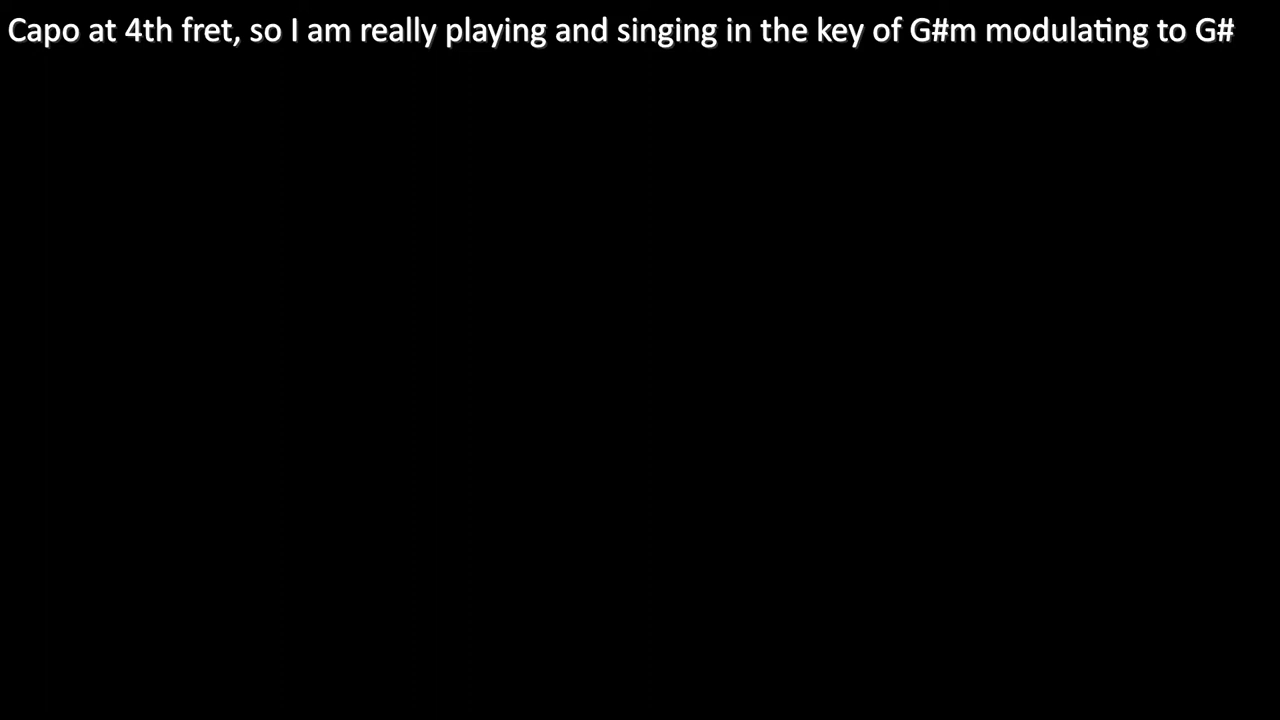 Capo at 4th fret, so I am really playing and singing in the key of G#m modulating to G#